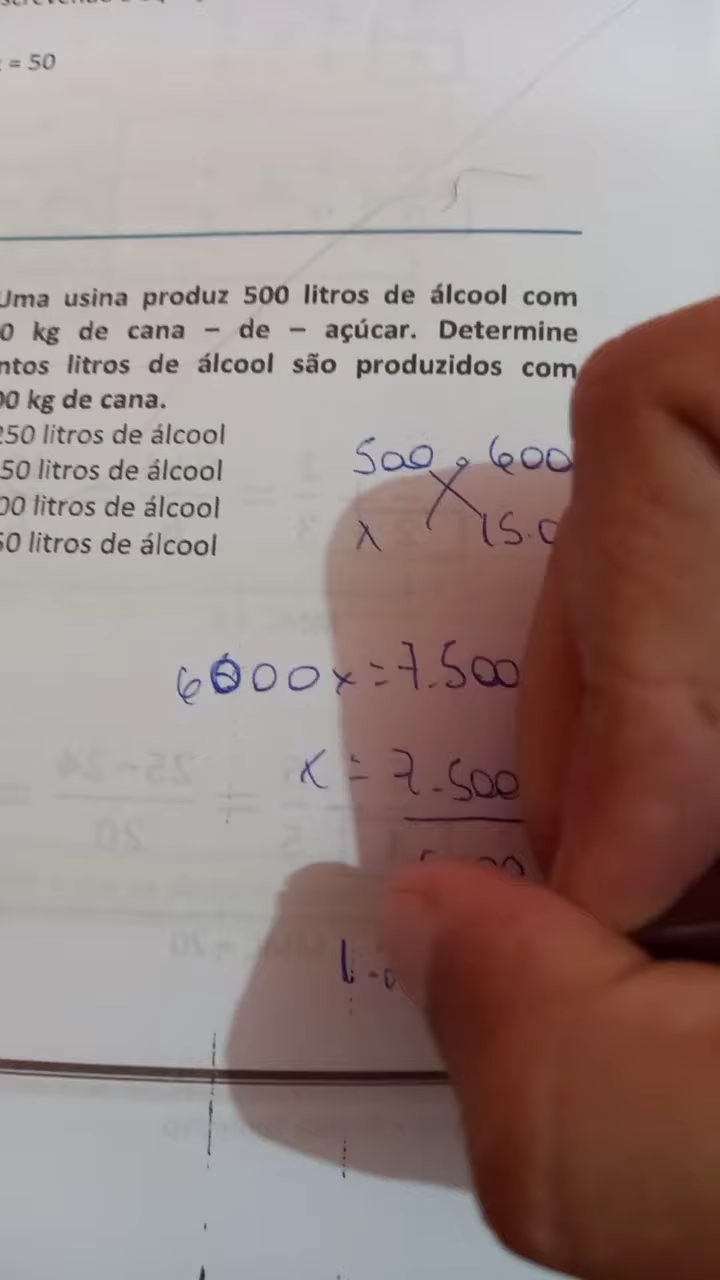 = 50
Uma usina produz 500 litros de álcool com
0 kg de cana – de – açúcar. Determine
ntos litros de álcool são produzidos com
00 kg de cana.
250 litros de álcool
50 litros de álcool
00 litros de álcool
50 litros de álcool
500 600
x 15.0
6000x = 7.500
x = 7.500